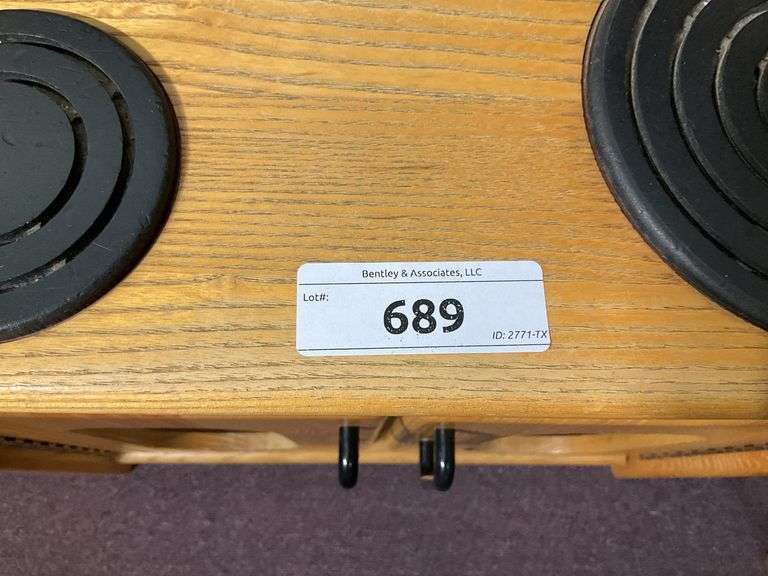 Bentley & Associates, LLC
Lot#:
689
ID: 2771-TX